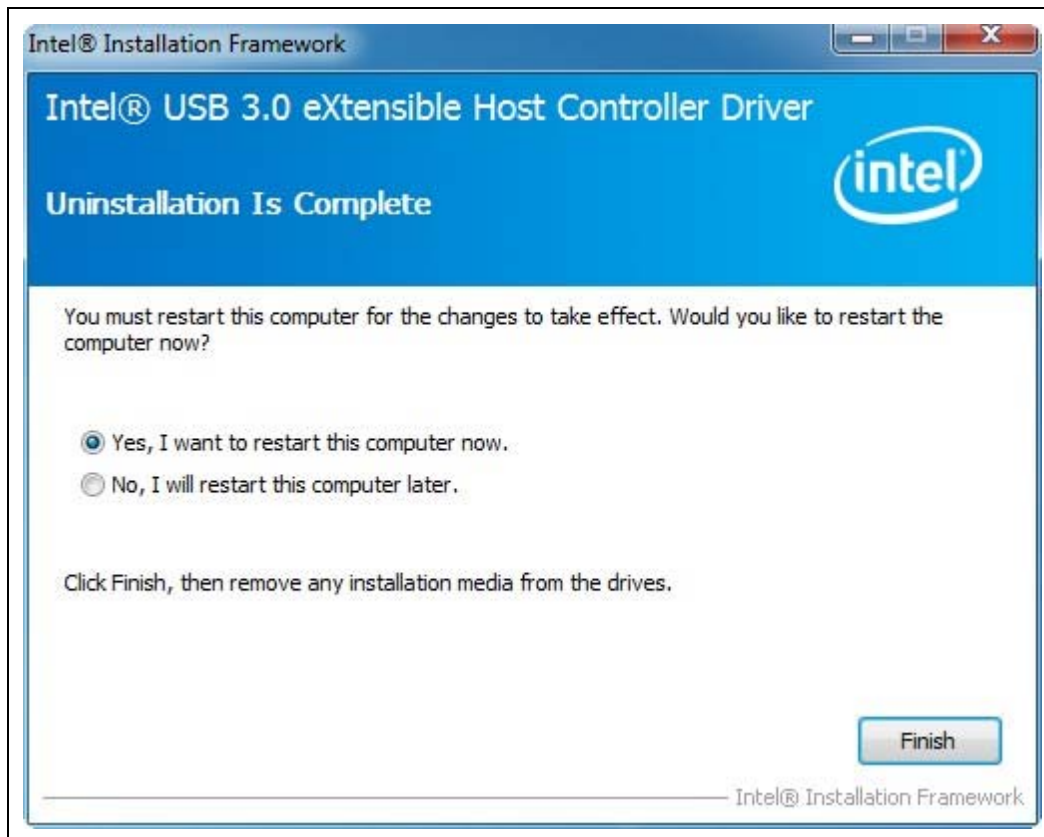 Intel® Installation Framework
Intel® USB 3.0 eXtensible Host Controller Driver
intel
Uninstallation Is Complete
You must restart this computer for the changes to take effect. Would you like to restart the
computer now?
Yes, I want to restart this computer now.
No, I will restart this computer later.
Click Finish, then remove any installation media from the drives.
Finish
Intel® Installation Framework